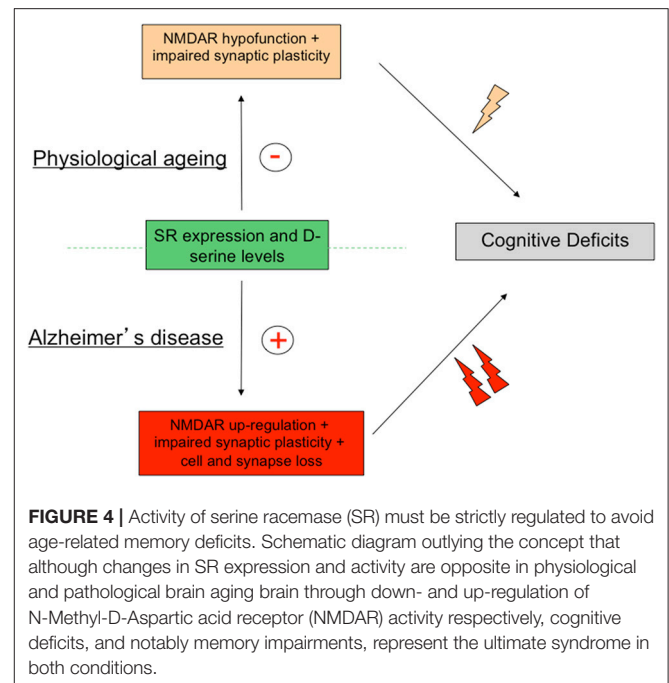 NMDAR hypofunction +
impaired synaptic plasticity
Physiological ageing
-
SR expression and D-
serine levels
Cognitive Deficits
Alzheimer's disease
+
NMDAR up-regulation +
impaired synaptic plasticity +
cell and synapse loss
FIGURE 4 | Activity of serine racemase (SR) must be strictly regulated to avoid
age-related memory deficits. Schematic diagram outlying the concept that
although changes in SR expression and activity are opposite in physiological
and pathological brain aging brain through down- and up-regulation of
N-Methyl-D-Aspartic acid receptor (NMDAR) activity respectively, cognitive
deficits, and notably memory impairments, represent the ultimate syndrome in
both conditions.